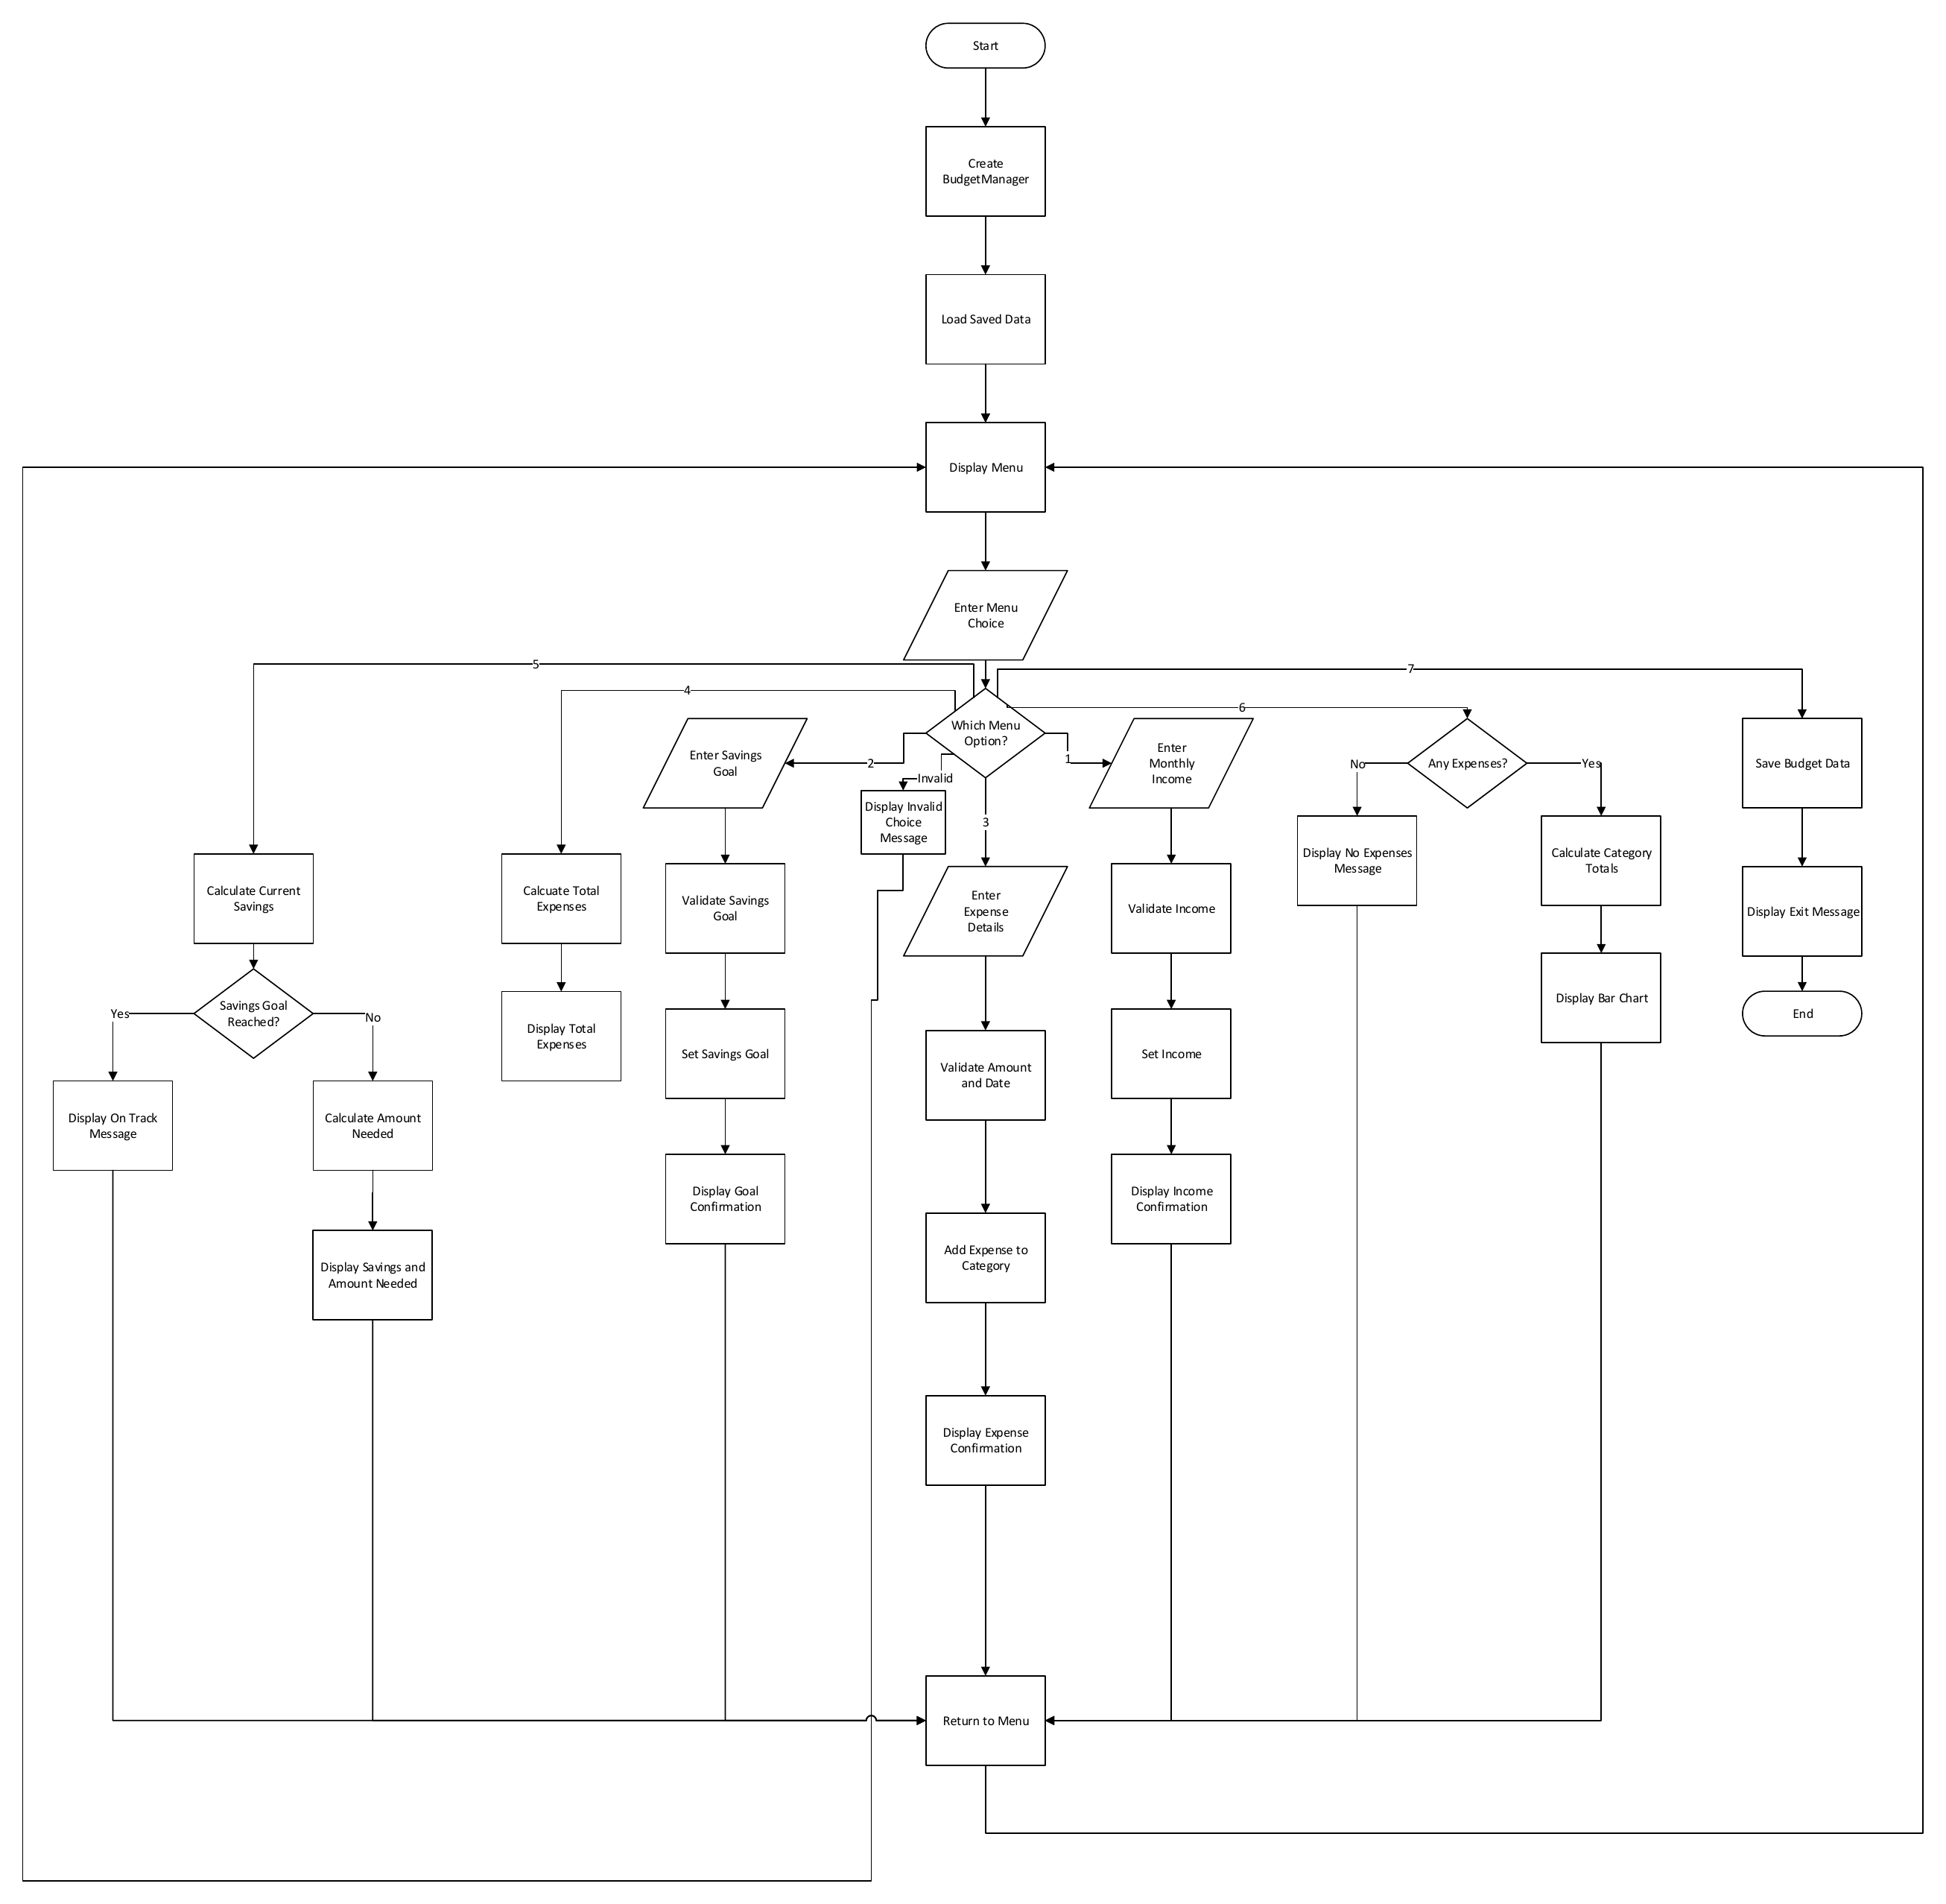 Start
Create
BudgetManager
Load Saved Data
Display Menu
Enter Menu
Choice
5
7
4
6
Which Menu
Option?
2
1
Invalid
3
Enter Savings
Goal
Enter
Monthly
Income
No
Any Expenses?
Yes
Save Budget Data
Display Invalid
Choice
Message
Calculate Current
Savings
Calcuate Total
Expenses
Validate Savings
Goal
Enter
Expense
Details
Validate Income
Display No Expenses
Message
Calculate Category
Totals
Display Exit Message
Yes
Savings Goal
Reached?
No
Display Total
Expenses
Set Savings Goal
Validate Amount
and Date
Set Income
Display Bar Chart
End
Display On Track
Message
Calculate Amount
Needed
Display Goal
Confirmation
Display Income
Confirmation
Display Savings and
Amount Needed
Add Expense to
Category
Display Expense
Confirmation
Return to Menu